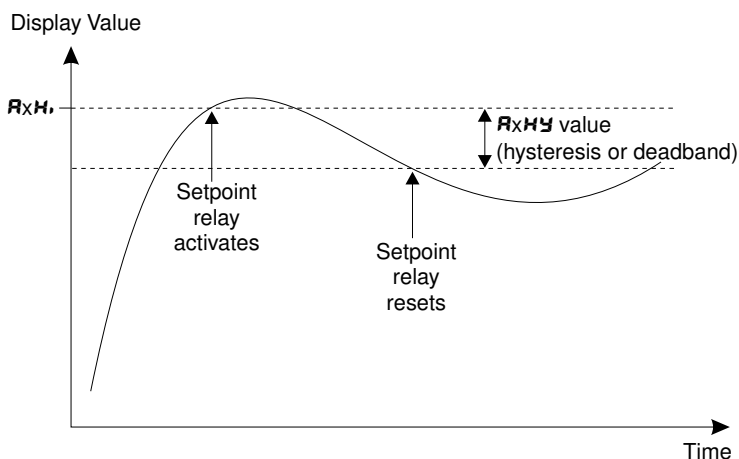 Display Value
AxHi
AxHY value
(hysteresis or deadband)
Setpoint
relay
activates
Setpoint
relay
resets
Time